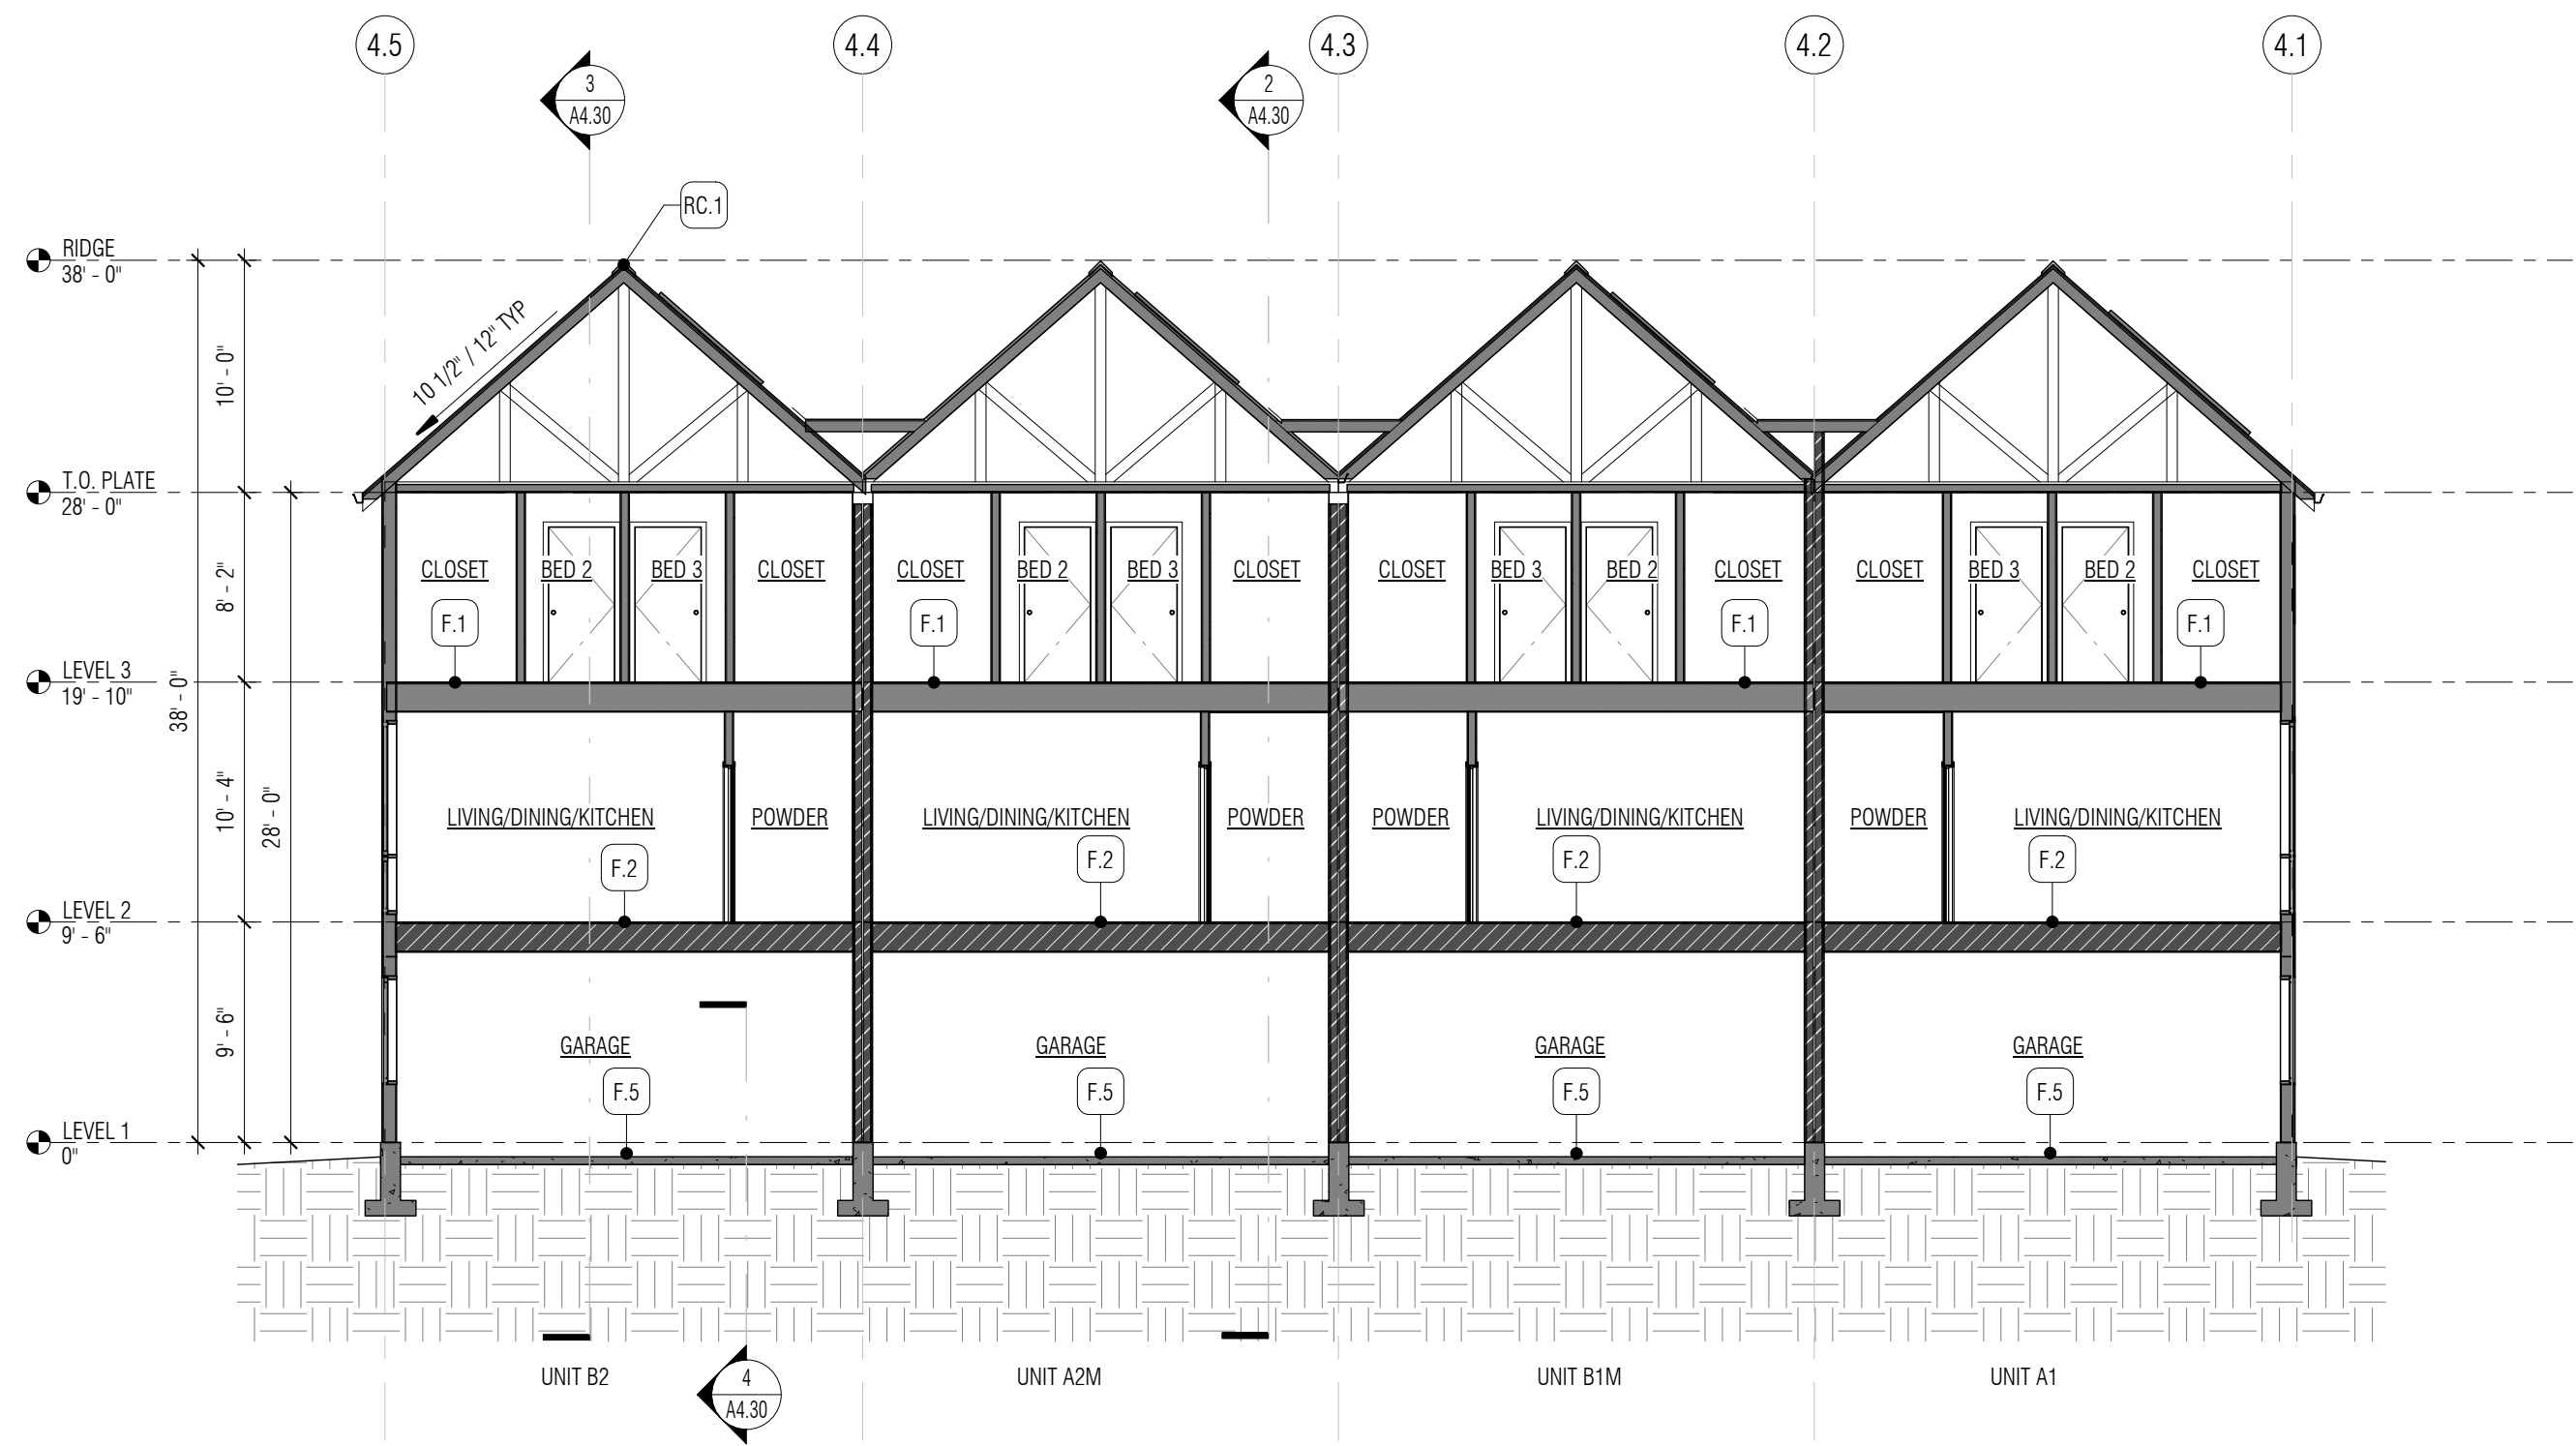 4.5
4.4
4.3
4.2
4.1
3
A4.30
2
A4.30
RC.1
RIDGE
38' - 0"
10 1/2" / 12" TYP
10' - 0"
T.O. PLATE
28' - 0"
CLOSET
BED 2
BED 3
CLOSET
CLOSET
BED 2
BED 3
CLOSET
CLOSET
BED 3
BED 2
CLOSET
CLOSET
BED 3
BED 2
CLOSET
8' - 2"
F.1
F.1
F.1
F.1
LEVEL 3
19' - 10"
38' - 0"
10' - 4"
28' - 0"
LIVING/DINING/KITCHEN
POWDER
LIVING/DINING/KITCHEN
POWDER
POWDER
LIVING/DINING/KITCHEN
POWDER
LIVING/DINING/KITCHEN
F.2
F.2
F.2
F.2
LEVEL 2
9' - 6"
9' - 6"
GARAGE
GARAGE
GARAGE
GARAGE
F.5
F.5
F.5
F.5
LEVEL 1
0"
UNIT B2
UNIT A2M
UNIT B1M
UNIT A1
4
A4.30